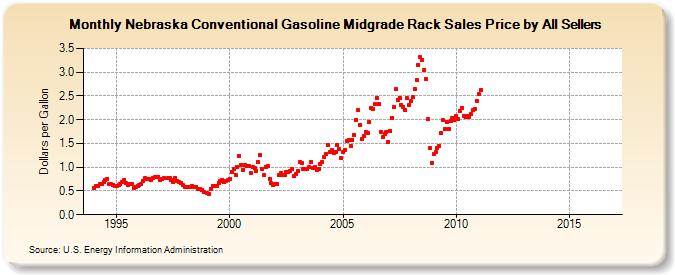 Monthly Nebraska Conventional Gasoline Midgrade Rack Sales Price by All Sellers
Dollars per Gallon
3.5
3.0
2.5
2.0
1.5
1.0
0.5
0.0
1995 2000 2005 2010 2015
Source: U.S. Energy Information Administration